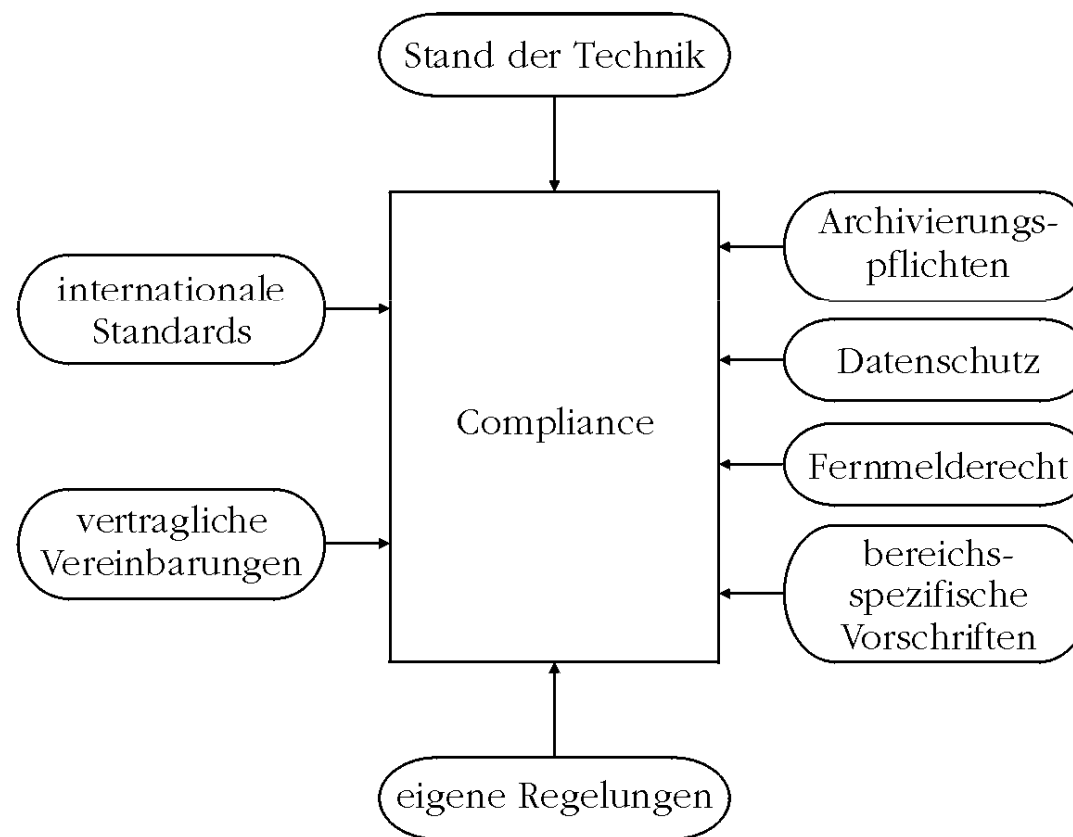 Stand der Technik
internationale
Standards
vertragliche
Vereinbarungen
Compliance
Archivierungs-
pflichten
Datenschutz
Fernmelderecht
bereichs-
spezifische
Vorschriften
eigene Regelungen